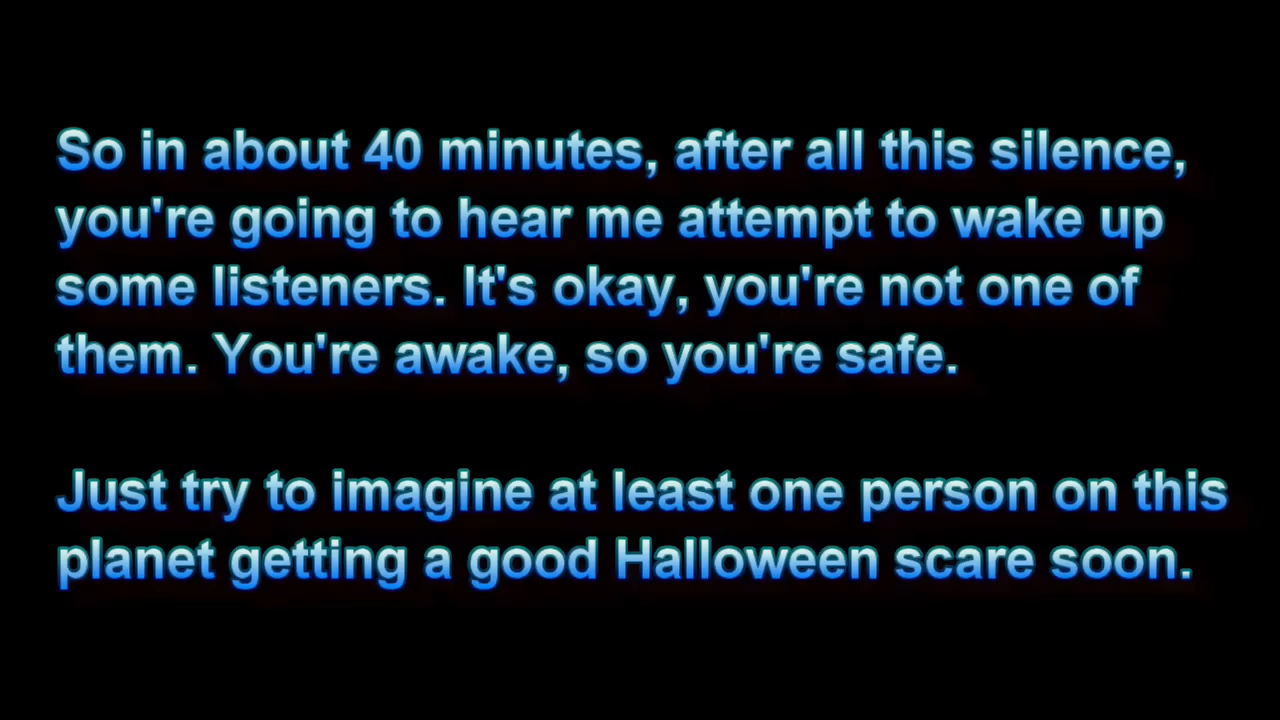 So in about 40 minutes, after all this silence,
you're going to hear me attempt to wake up
some listeners. It's okay, you're not one of
them. You're awake, so you're safe.
Just try to imagine at least one person on this
planet getting a good Halloween scare soon.